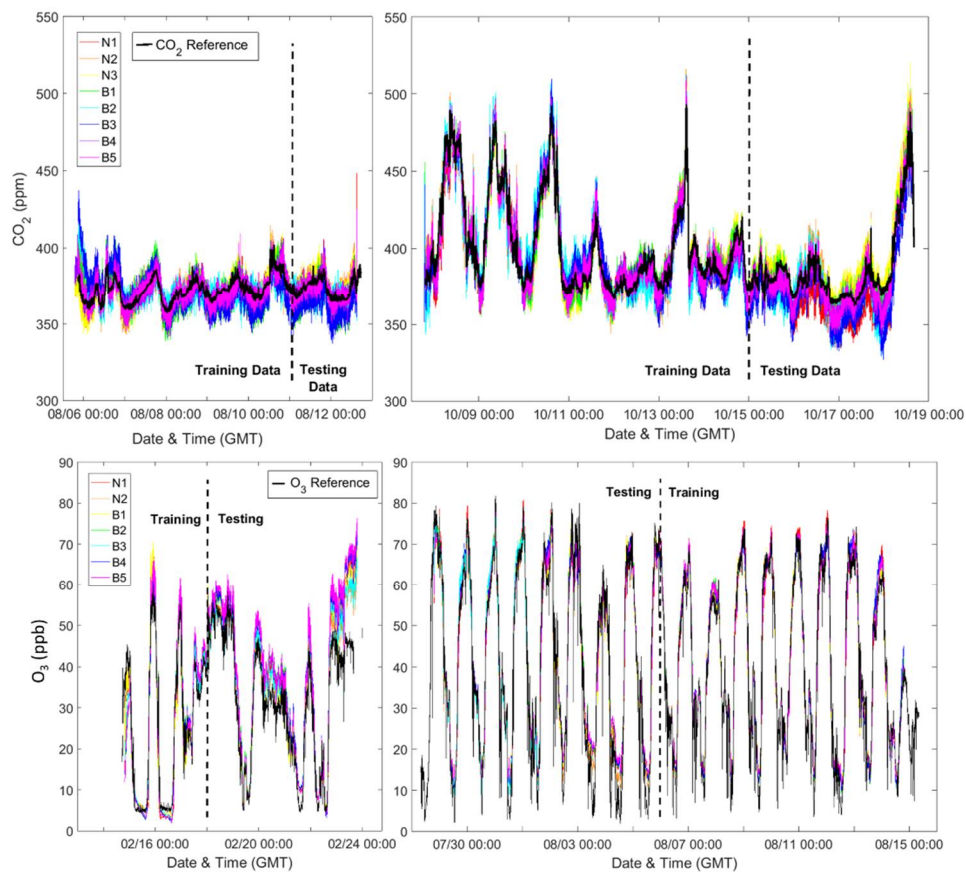 550
500
450
400
350
300
CO2 (ppm)
N1
N2
N3
B1
B2
B3
B4
B5
CO2 Reference
Training Data
Testing
Data
08/06 00:00
08/08 00:00
08/10 00:00
08/12 00:00
Date & Time (GMT)
550
500
450
400
350
300
Training Data
Testing Data
10/09 00:00
10/11 00:00
10/13 00:00
10/15 00:00
10/17 00:00
10/19 00:00
Date & Time (GMT)
90
80
70
60
50
40
30
20
10
0
O3 (ppb)
N1
N2
B1
B2
B3
B4
B5
O3 Reference
Training
Testing
02/16 00:00
02/20 00:00
02/24 00:00
Date & Time (GMT)
90
80
70
60
50
40
30
20
10
0
Testing
Training
07/30 00:00
08/03 00:00
08/07 00:00
08/11 00:00
08/15 00:00
Date & Time (GMT)